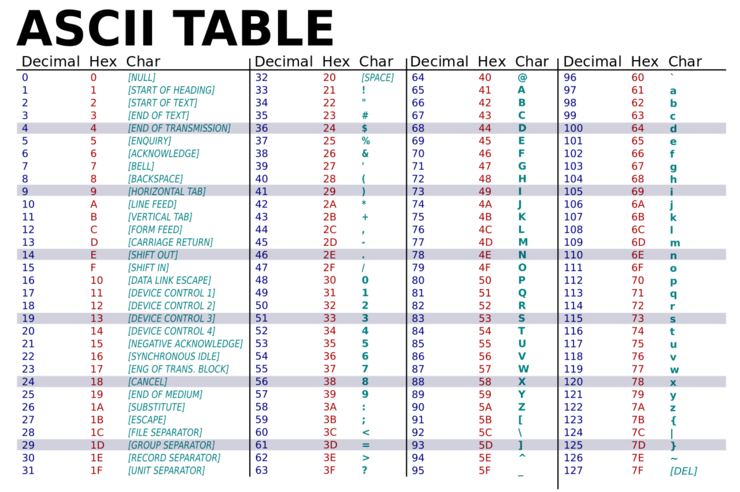 ASCII TABLE
Decimal Hex Char Decimal Hex Char Decimal Hex Char Decimal Hex Char
0 0 [NULL] 32 20 [SPACE] 64 40 @ 96 60 `
1 1 [START OF HEADING] 33 21 ! 65 41 A 97 61 a
2 2 [START OF TEXT] 34 22 " 66 42 B 98 62 b
3 3 [END OF TEXT] 35 23 # 67 43 C 99 63 c
4 4 [END OF TRANSMISSION] 36 24 $ 68 44 D 100 64 d
5 5 [ENQUIRY] 37 25 % 69 45 E 101 65 e
6 6 [ACKNOWLEDGE] 38 26 & 70 46 F 102 66 f
7 7 [BELL] 39 27 ' 71 47 G 103 67 g
8 8 [BACKSPACE] 40 28 ( 72 48 H 104 68 h
9 9 [HORIZONTAL TAB] 41 29 ) 73 49 I 105 69 i
10 A [LINE FEED] 42 2A * 74 4A J 106 6A j
11 B [VERTICAL TAB] 43 2B + 75 4B K 107 6B k
12 C [FORM FEED] 44 2C , 76 4C L 108 6C l
13 D [CARRIAGE RETURN] 45 2D - 77 4D M 109 6D m
14 E [SHIFT OUT] 46 2E . 78 4E N 110 6E n
15 F [SHIFT IN] 47 2F / 79 4F O 111 6F o
16 10 [DATA LINK ESCAPE] 48 30 0 80 50 P 112 70 p
17 11 [DEVICE CONTROL 1] 49 31 1 81 51 Q 113 71 q
18 12 [DEVICE CONTROL 2] 50 32 2 82 52 R 114 72 r
19 13 [DEVICE CONTROL 3] 51 33 3 83 53 S 115 73 s
20 14 [DEVICE CONTROL 4] 52 34 4 84 54 T 116 74 t
21 15 [NEGATIVE ACKNOWLEDGE] 53 35 5 85 55 U 117 75 u
22 16 [SYNCHRONOUS IDLE] 54 36 6 86 56 V 118 76 v
23 17 [ENG OF TRANS. BLOCK] 55 37 7 87 57 W 119 77 w
24 18 [CANCEL] 56 38 8 88 58 X 120 78 x
25 19 [END OF MEDIUM] 57 39 9 89 59 Y 121 79 y
26 1A [SUBSTITUTE] 58 3A : 90 5A Z 122 7A z
27 1B [ESCAPE] 59 3B ; 91 5B [ 123 7B {
28 1C [FILE SEPARATOR] 60 3C < 92 5C \ 124 7C |
29 1D [GROUP SEPARATOR] 61 3D = 93 5D ] 125 7D }
30 1E [RECORD SEPARATOR] 62 3E > 94 5E ^ 126 7E ~
31 1F [UNIT SEPARATOR] 63 3F ? 95 5F _ 127 7F [DEL]